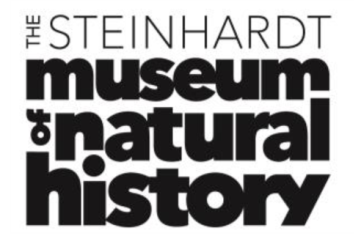 THE STEINHARDT
museum
of natural
history